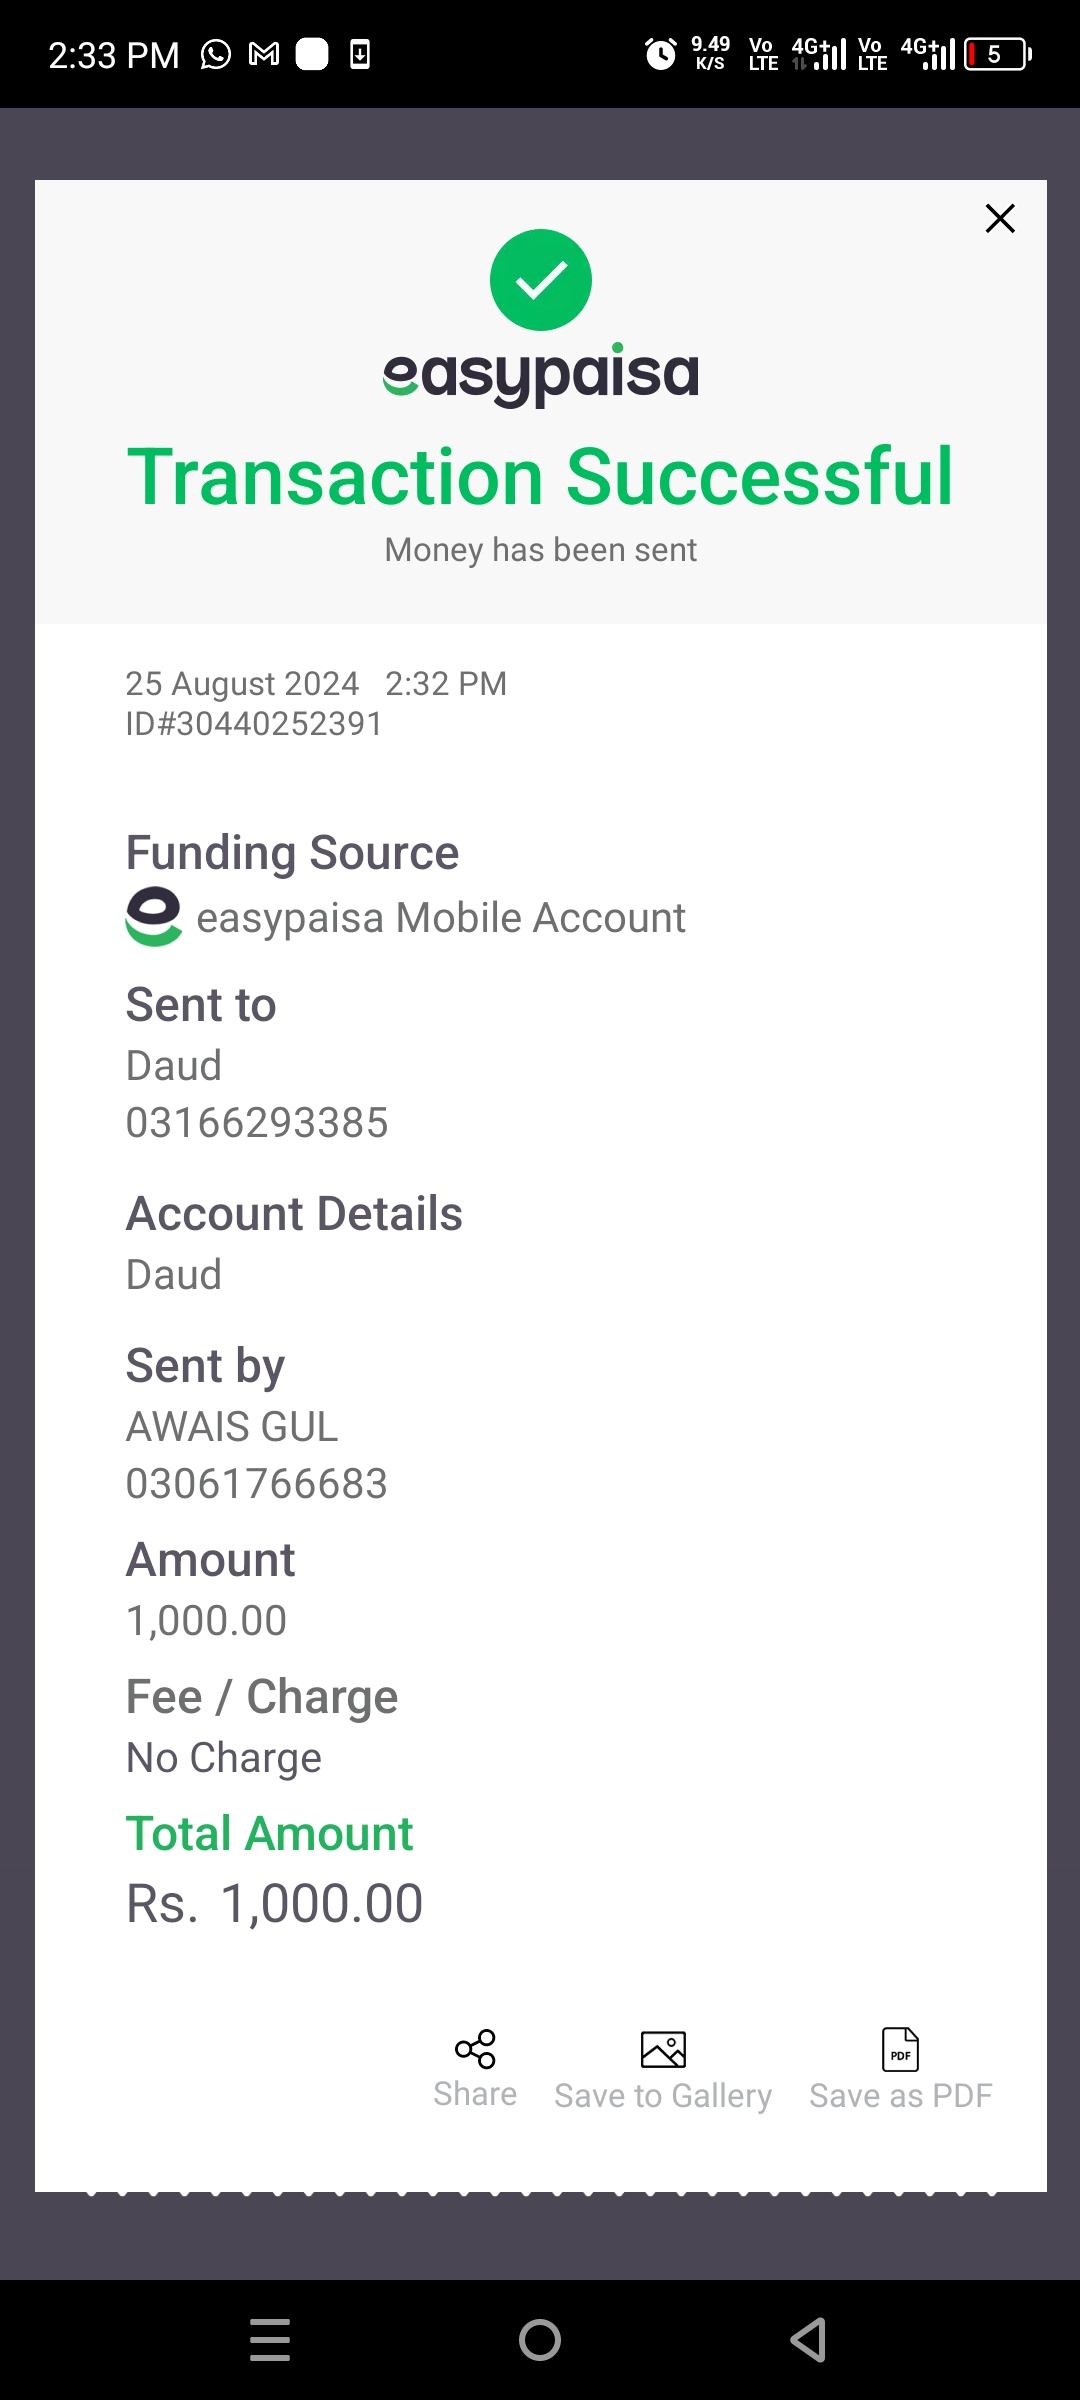 2:33 PM 9.49 K/S Vo LTE 4G+ Vo LTE 4G+ 5
easypaisa
Transaction Successful
Money has been sent
25 August 2024 2:32 PM
ID#30440252391
Funding Source
easypaisa Mobile Account
Sent to
Daud
03166293385
Account Details
Daud
Sent by
AWAIS GUL
03061766683
Amount
1,000.00
Fee / Charge
No Charge
Total Amount
Rs. 1,000.00
PDF
Share Save to Gallery Save as PDF